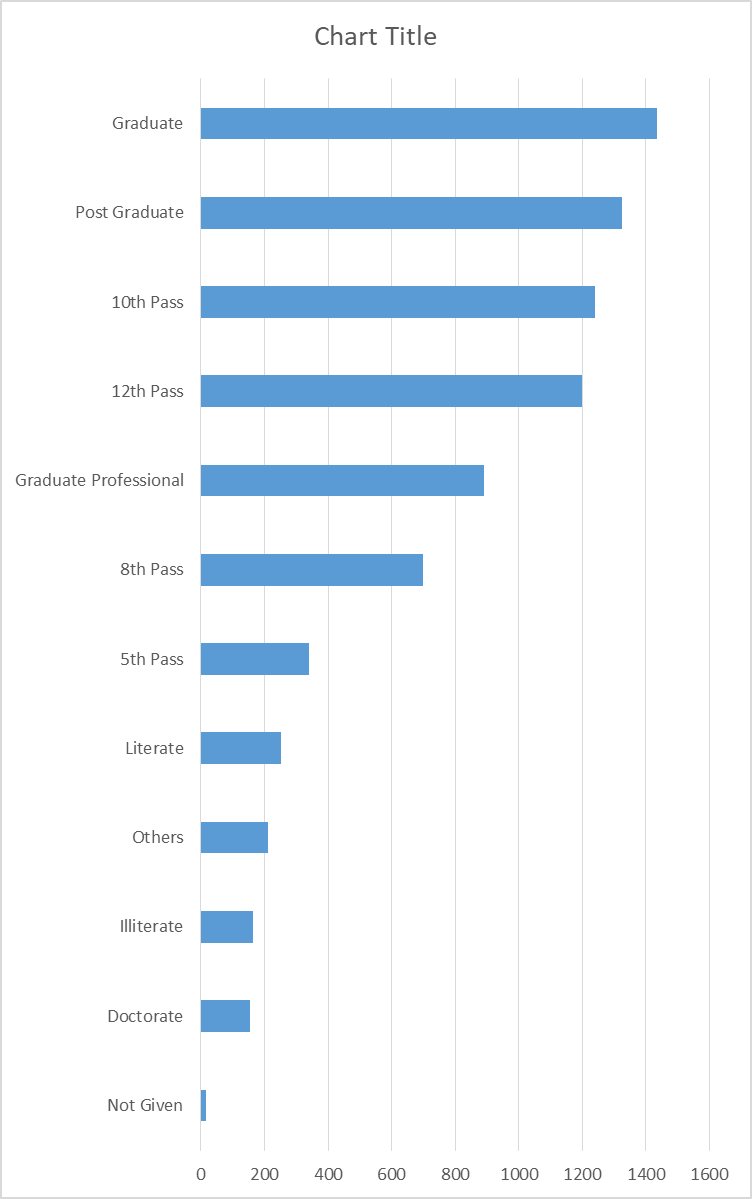 Chart Title
Graduate
Post Graduate
10th Pass
12th Pass
Graduate Professional
8th Pass
5th Pass
Literate
Others
Illiterate
Doctorate
Not Given
0 200 400 600 800 1000 1200 1400 1600